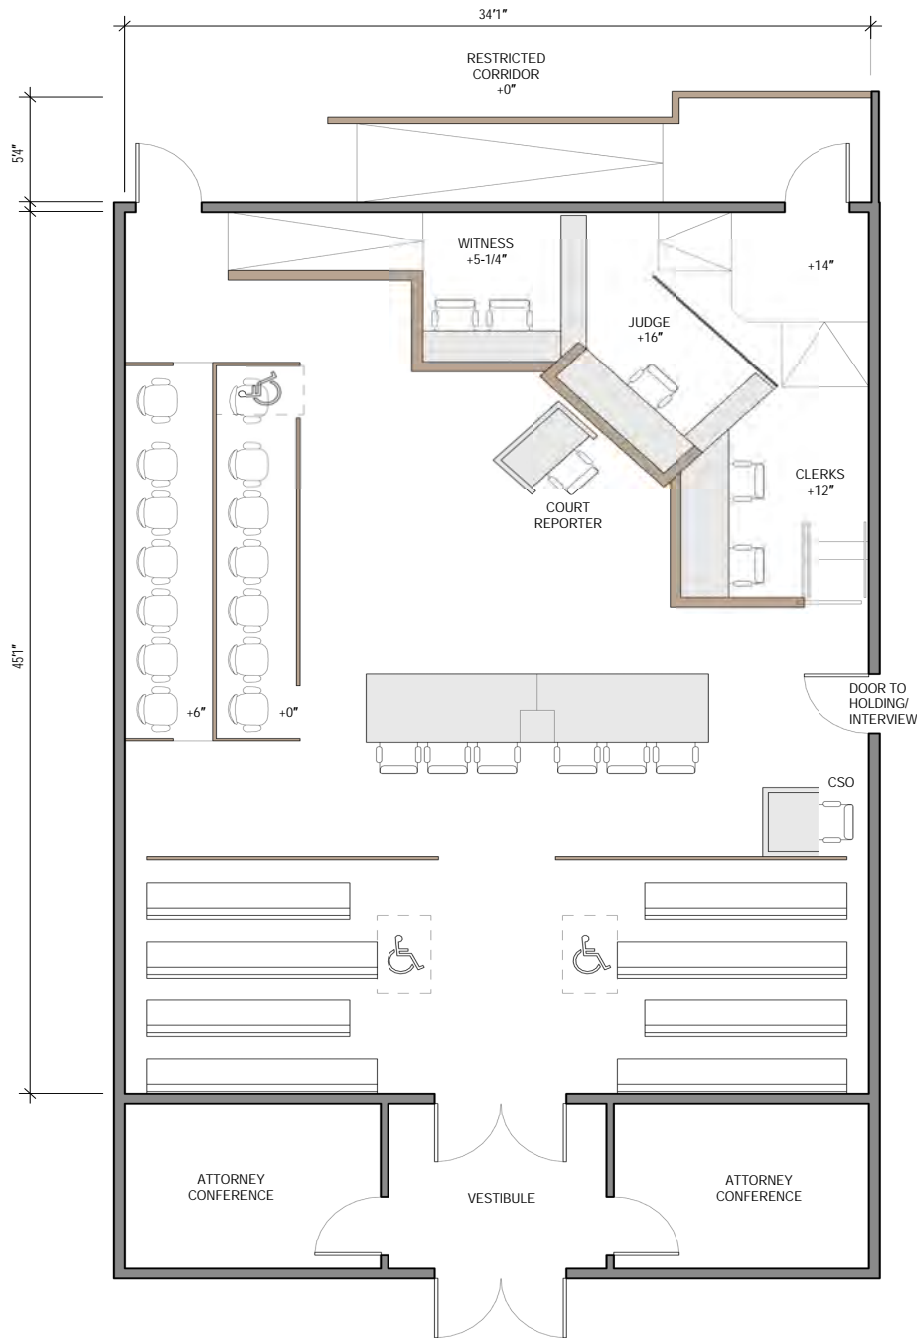 34'1"
RESTRICTED
CORRIDOR
+0"
5'4"
WITNESS
+5-1/4"
+14"
JUDGE
+16"
CLERKS
+12"
COURT
REPORTER
45'1"
+6"
+0"
DOOR TO
HOLDING/
INTERVIEW
CSO
ATTORNEY
CONFERENCE
VESTIBULE
ATTORNEY
CONFERENCE